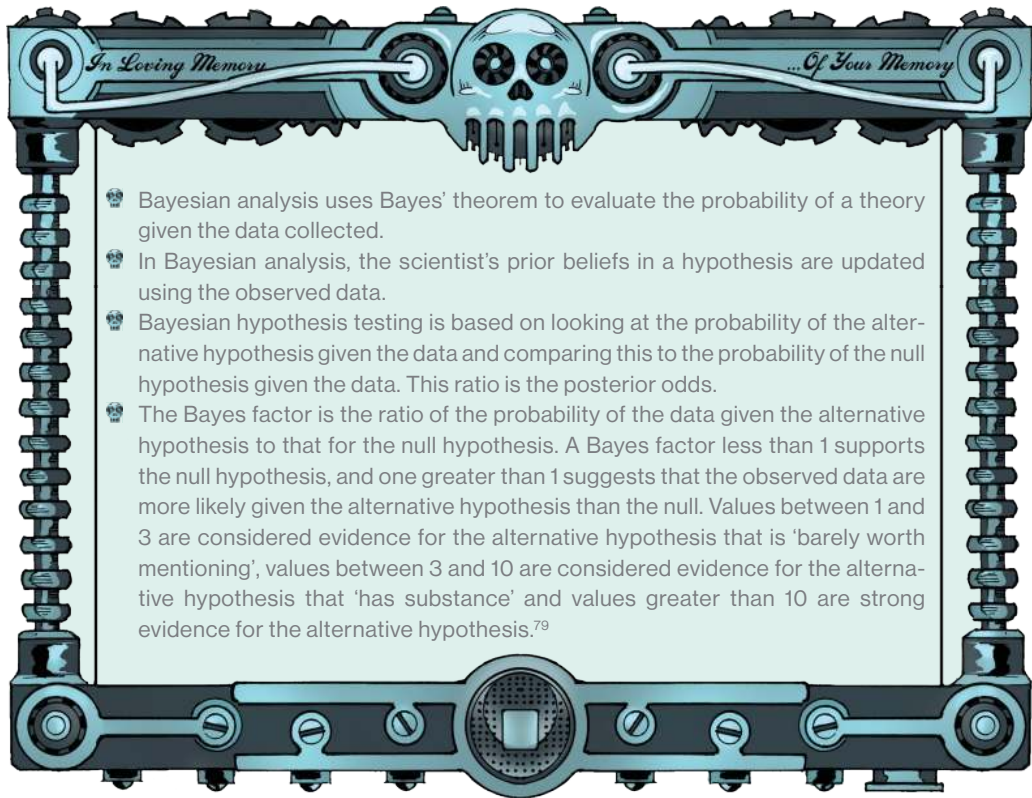 In Loving Memory
...Of Your Memory
Bayesian analysis uses Bayes’ theorem to evaluate the probability of a theory
given the data collected.
In Bayesian analysis, the scientist’s prior beliefs in a hypothesis are updated
using the observed data.
Bayesian hypothesis testing is based on looking at the probability of the alter-
native hypothesis given the data and comparing this to the probability of the null
hypothesis given the data. This ratio is the posterior odds.
The Bayes factor is the ratio of the probability of the data given the alternative
hypothesis to that for the null hypothesis. A Bayes factor less than 1 supports
the null hypothesis, and one greater than 1 suggests that the observed data are
more likely given the alternative hypothesis than the null. Values between 1 and
3 are considered evidence for the alternative hypothesis that is ‘barely worth
mentioning’, values between 3 and 10 are considered evidence for the alterna-
tive hypothesis that ‘has substance’ and values greater than 10 are strong
evidence for the alternative hypothesis.79